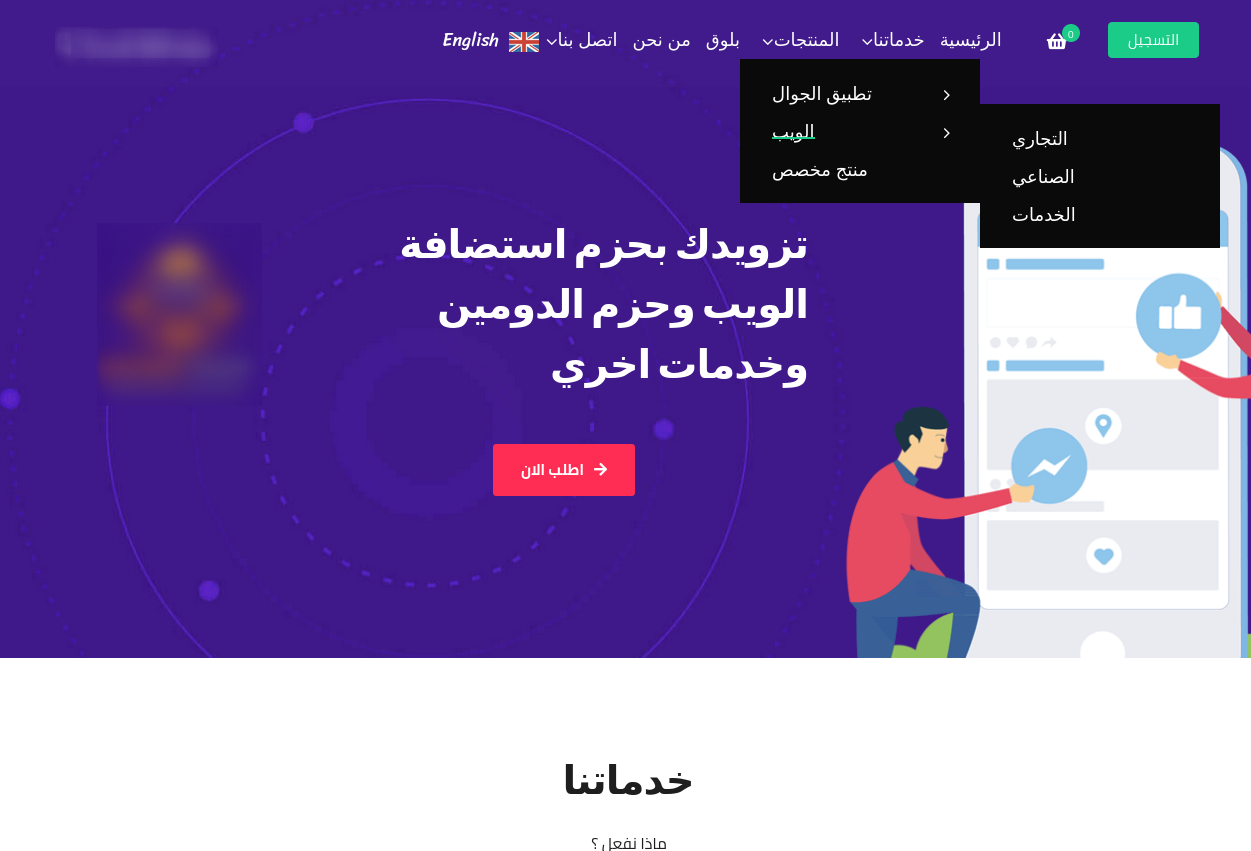 التسجيل
0
الرئيسية
خدماتنا
المنتجات
بلوق
من نحن
اتصل بنا
English
تطبيق الجوال
الويب
منتج مخصص
التجاري
الصناعي
الخدمات
تزويدك بحزم استضافة
الويب وحزم الدومين
وخدمات اخري
اطلب الان
خدماتنا
ماذا نفعل ؟